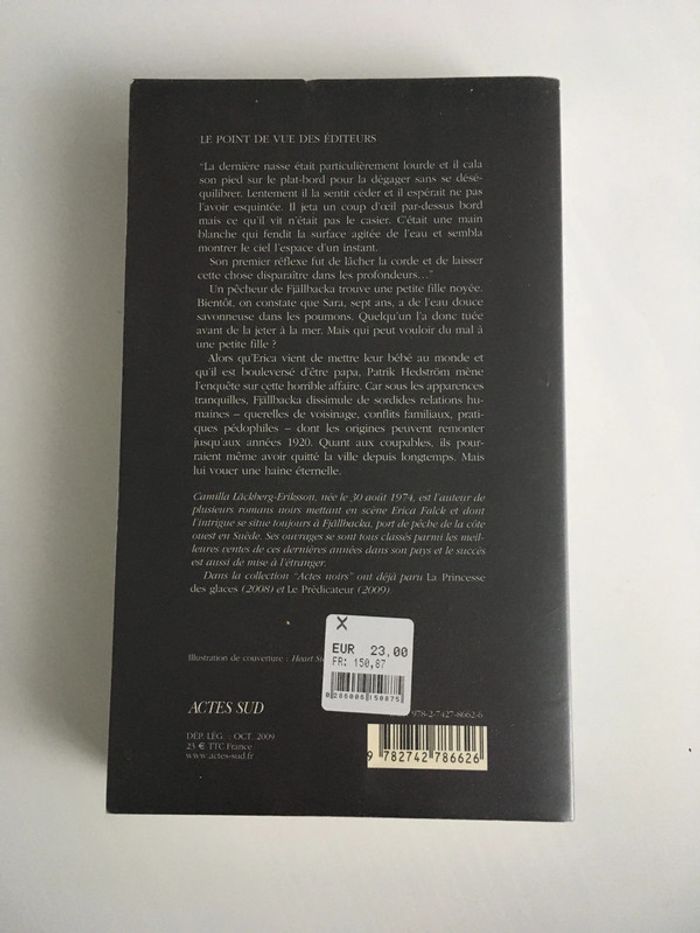 LE POINT DE VUE DES ÉDITEURS
“La dernière nasse était particulièrement lourde et il cala
son pied sur le plat-bord pour la dégager sans se désé-
quilibrer. Lentement il la sentit céder et il espérait ne pas
l'avoir esquintée. Il jeta un coup d'œil par-dessus bord
mais ce qu'il vit n'était pas le casier. C'était une main
blanche qui fendit la surface agitée de l'eau et sembla
montrer le ciel l'espace d'un instant.
Son premier réflexe fut de lâcher la corde et de laisser
cette chose disparaître dans les profondeurs…”
Un pêcheur de Fjällbacka trouve une petite fille noyée.
Bientôt, on constate que Sara, sept ans, a de l'eau douce
savonneuse dans les poumons. Quelqu'un l'a donc tuée
avant de la jeter à la mer. Mais qui peut vouloir du mal à
une petite fille ?
Alors qu'Erica vient de mettre leur bébé au monde et
qu'il est bouleversé d'être papa, Patrik Hedström mène
l'enquête sur cette horrible affaire. Car sous les apparences
tranquilles, Fjällbacka dissimule de sordides relations hu-
maines – querelles de voisinage, conflits familiaux, prati-
ques pédophiles – dont les origines peuvent remonter
jusqu'aux années 1920. Quant aux coupables, ils pour-
raient même avoir quitté la ville depuis longtemps. Mais
lui vouer une haine éternelle.
Camilla Läckberg-Eriksson, née le 30 août 1974, est l'auteur de
plusieurs romans noirs mettant en scène Erica Falck et dont
l'intrigue se situe toujours à Fjällbacka, port de pêche de la côte
ouest en Suède. Ses ouvrages se sont tous classés parmi les meil-
leures ventes de ces dernières années dans son pays et le succès
est aussi de mise à l'étranger.
Dans la collection “Actes noirs” ont déjà paru La Princesse
des glaces (2008) et Le Prédicateur (2009).
X
EUR 23,00
FR: 150,87
Illustration de couverture : Heart
0 286006 150875
ACTES SUD
978-2-7427-8662-6
DÉP. LÉG. : OCT. 2009
23 € TTC France
www.actes-sud.fr
9 782742 786626